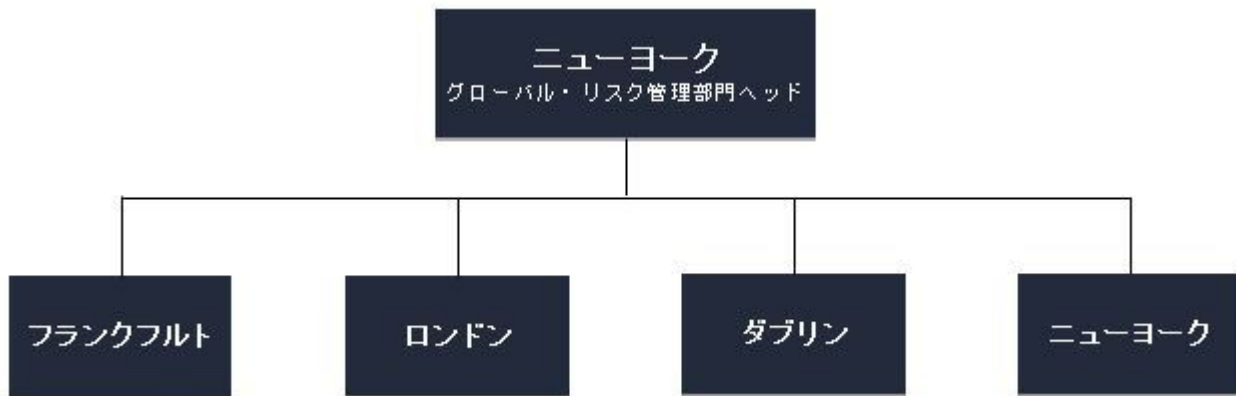 ニューヨーク
グローバル・リスク管理部門ヘッド
フランクフルト
ロンドン
ダブリン
ニューヨーク